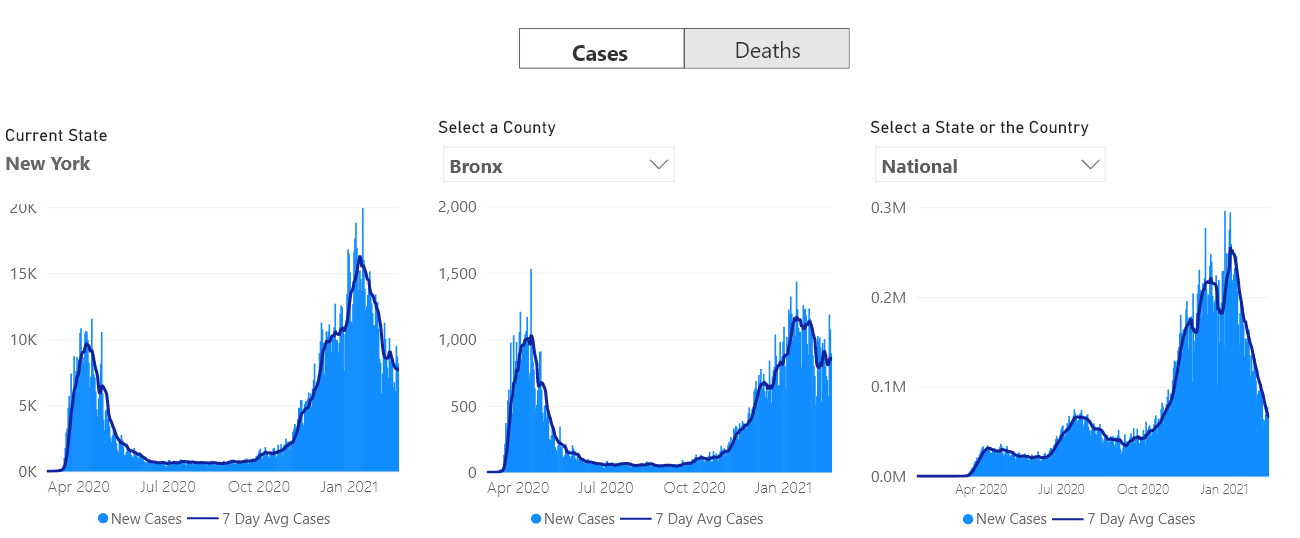 Cases Deaths
Current State
New York
Select a County
Bronx
Select a State or the Country
National
20K
15K
10K
5K
0K
Apr 2020 Jul 2020 Oct 2020 Jan 2021
New Cases 7 Day Avg Cases
2,000
1,500
1,000
500
0
Apr 2020 Jul 2020 Oct 2020 Jan 2021
New Cases 7 Day Avg Cases
0.3M
0.2M
0.1M
0.0M
Apr 2020 Jul 2020 Oct 2020 Jan 2021
New Cases 7 Day Avg Cases